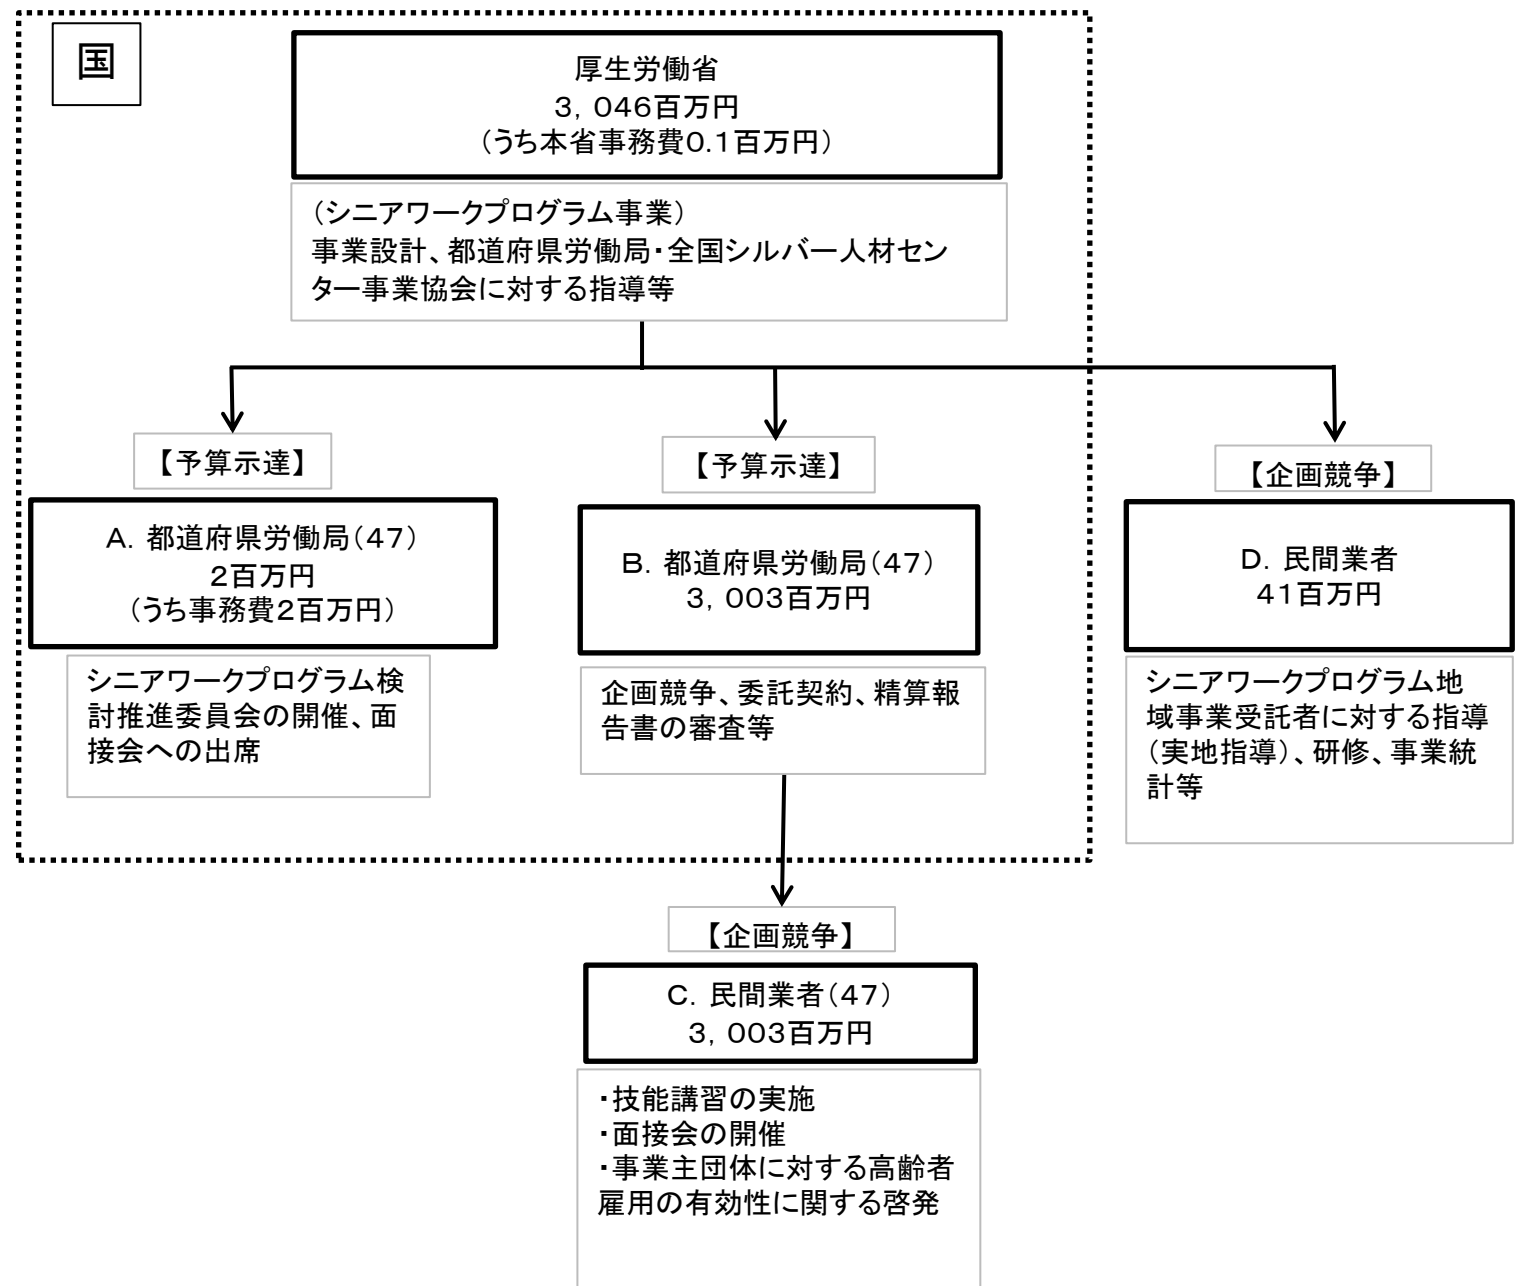 国
厚生労働省
3，046百万円
（うち本省事務費0.1百万円）
（シニアワークプログラム事業）
事業設計、都道府県労働局・全国シルバー人材セン
ター事業協会に対する指導等
【予算示達】
A．都道府県労働局（47）
2百万円
（うち事務費2百万円）
シニアワークプログラム検
討推進委員会の開催、面
接会への出席
【予算示達】
B．都道府県労働局（47）
3，003百万円
企画競争、委託契約、精算報
告書の審査等
【企画競争】
D．民間業者
41百万円
シニアワークプログラム地
域事業受託者に対する指導
（実地指導）、研修、事業統
計等
【企画競争】
C．民間業者（47）
3，003百万円
・技能講習の実施
・面接会の開催
・事業主団体に対する高齢者
雇用の有効性に関する啓発